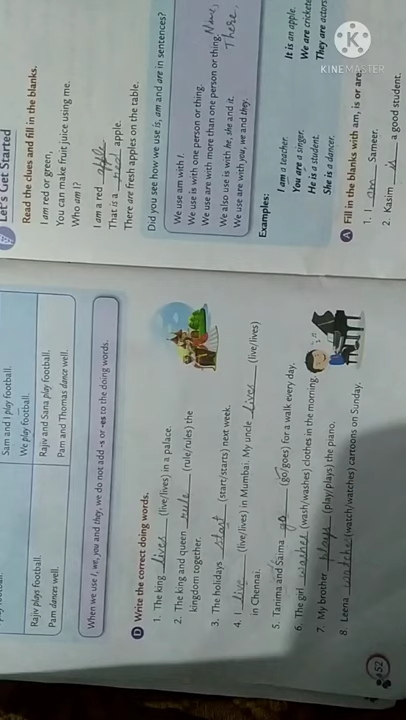 play football.
Sam and I play football.
We play football.
Rajiv plays football.
Rajiv and Sana play football.
Pam dances well.
Pam and Thomas dance well.
When we use I, we, you and they, we do not add -s or -es to the doing words.
D Write the correct doing words.
1. The king lives (live/lives) in a palace.
2. The king and queen rule (rule/rules) the
kingdom together.
3. The holidays start (start/starts) next week.
4. I live (live/lives) in Mumbai. My uncle lives (live/lives)
in Chennai.
5. Tanima and Saima go (go/goes) for a walk every day.
6. The girl washes (wash/washes) clothes in the morning.
7. My brother plays (play/plays) the piano.
8. Leena watches (watch/watches) cartoons on Sunday.
52
Let's Get Started
Read the clues and fill in the blanks.
I am red or green,
You can make fruit juice using me.
Who am I?
I am a red apple
That is a red apple.
There are fresh apples on the table.
Did you see how we use is, am and are in sentences?
We use am with I.
We use is with one person or thing.
We use are with more than one person or thing.
We also use is with he, she and it.
We use are with you, we and they.
There,
Examples:
I am a teacher.
It is an apple.
You are a singer.
We are
He is a student.
They are actors
She is a dancer.
A Fill in the blanks with am, is or are.
1. I am Sameer.
2. Kasim is a good student.
KINEMASTER